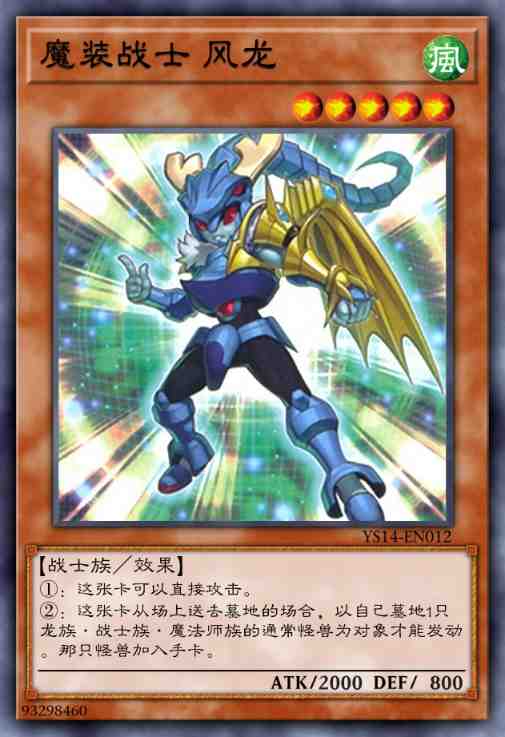 魔装战士 风龙
瘋
YS14-EN012
【战士族／效果】
①：这张卡可以直接攻击。
②：这张卡从场上送去墓地的场合，以自己墓地1只
龙族·战士族·魔法师族的通常怪兽为对象才能发动
。那只怪兽加入手卡。
ATK/2000 DEF/ 800
93298460